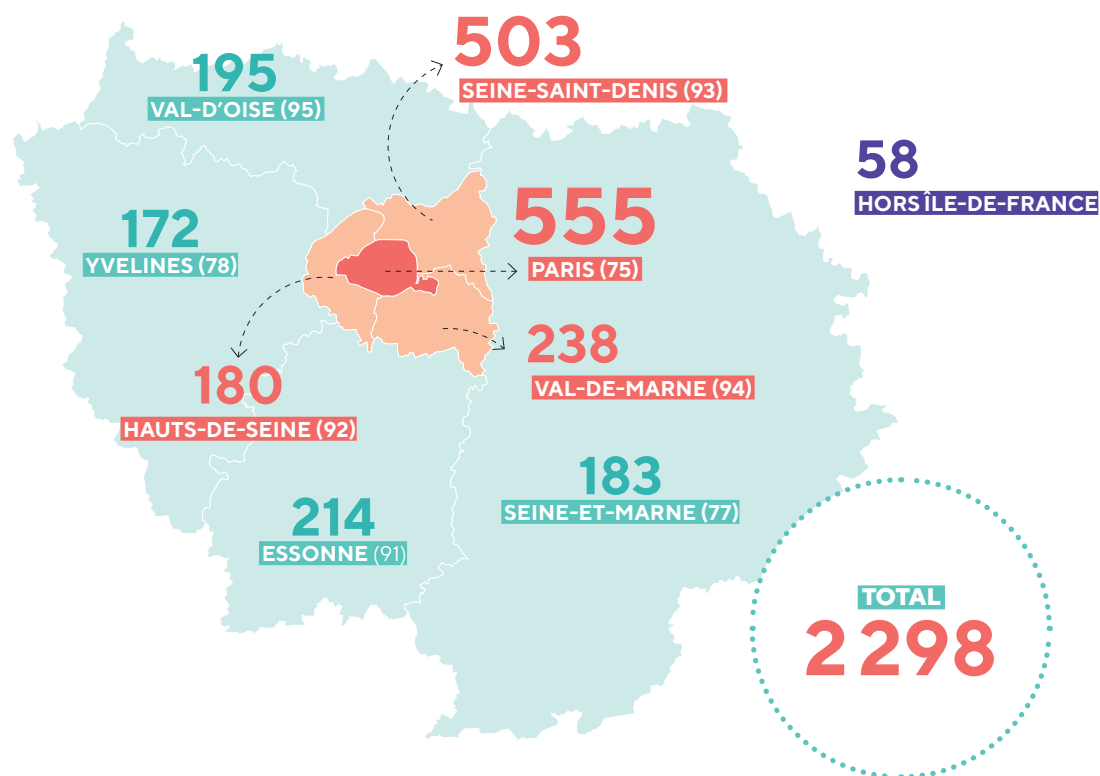 503
SEINE-SAINT-DENIS (93)
195
VAL-D’OISE (95)
58
HORS ÎLE-DE-FRANCE
555
PARIS (75)
172
YVELINES (78)
238
VAL-DE-MARNE (94)
180
HAUTS-DE-SEINE (92)
183
SEINE-ET-MARNE (77)
214
ESSONNE (91)
TOTAL
2 298